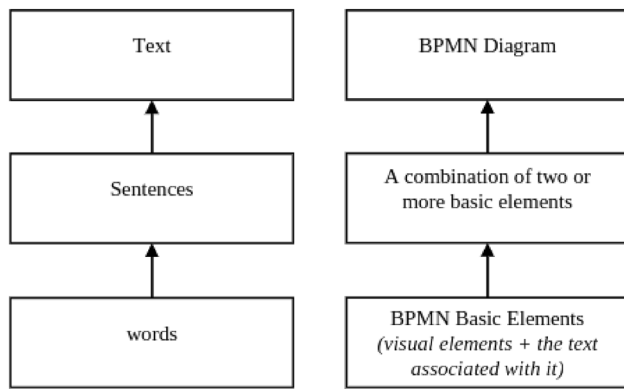 Text
Sentences
words
BPMN Diagram
A combination of two or
more basic elements
BPMN Basic Elements
(visual elements + the text
associated with it)